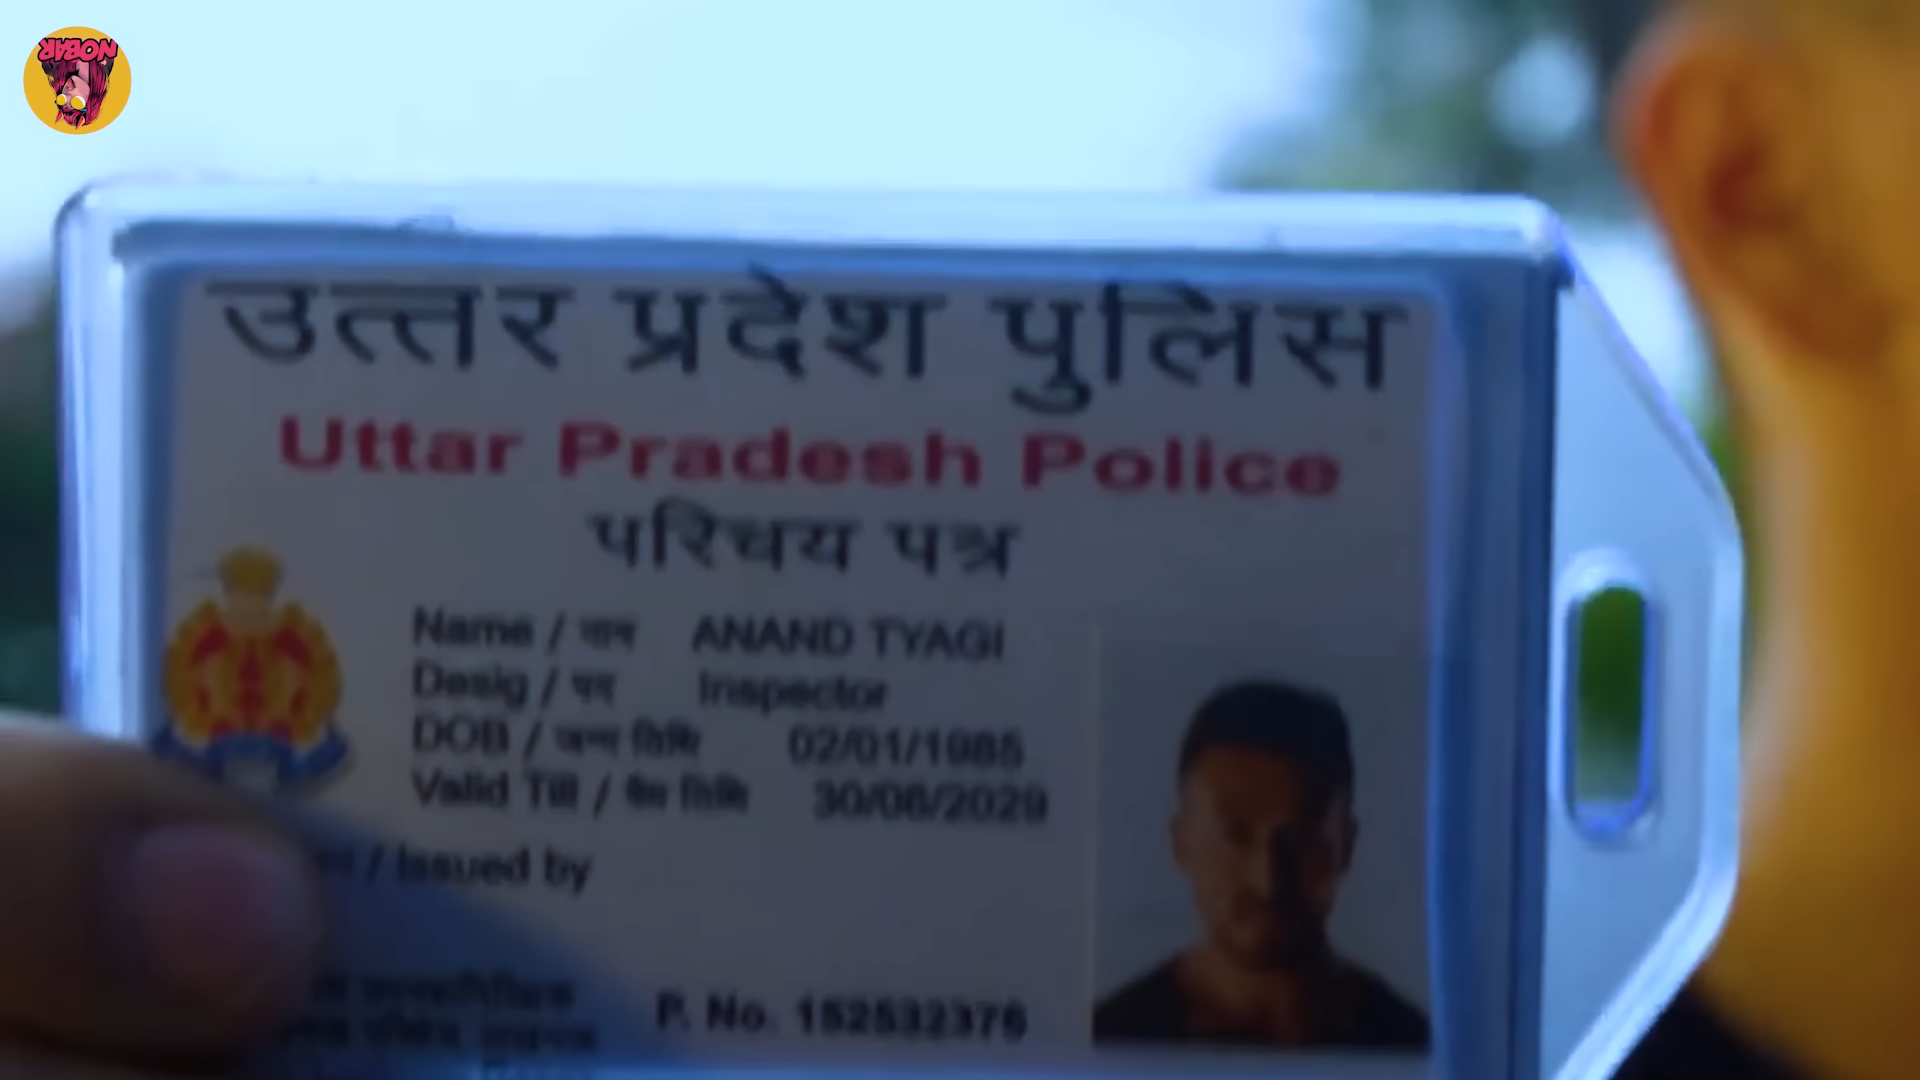 NOBAR
उत्तर प्रदेश पुलिस
Uttar Pradesh Police
परिचय पत्र
Name / नाम ANAND TYAGI
Desig / पद Inspector
DOB / जन्म तिथि 02/01/1985
Valid Till / तिथि 30/06/2029
/ Issued by
P. No. 152532376